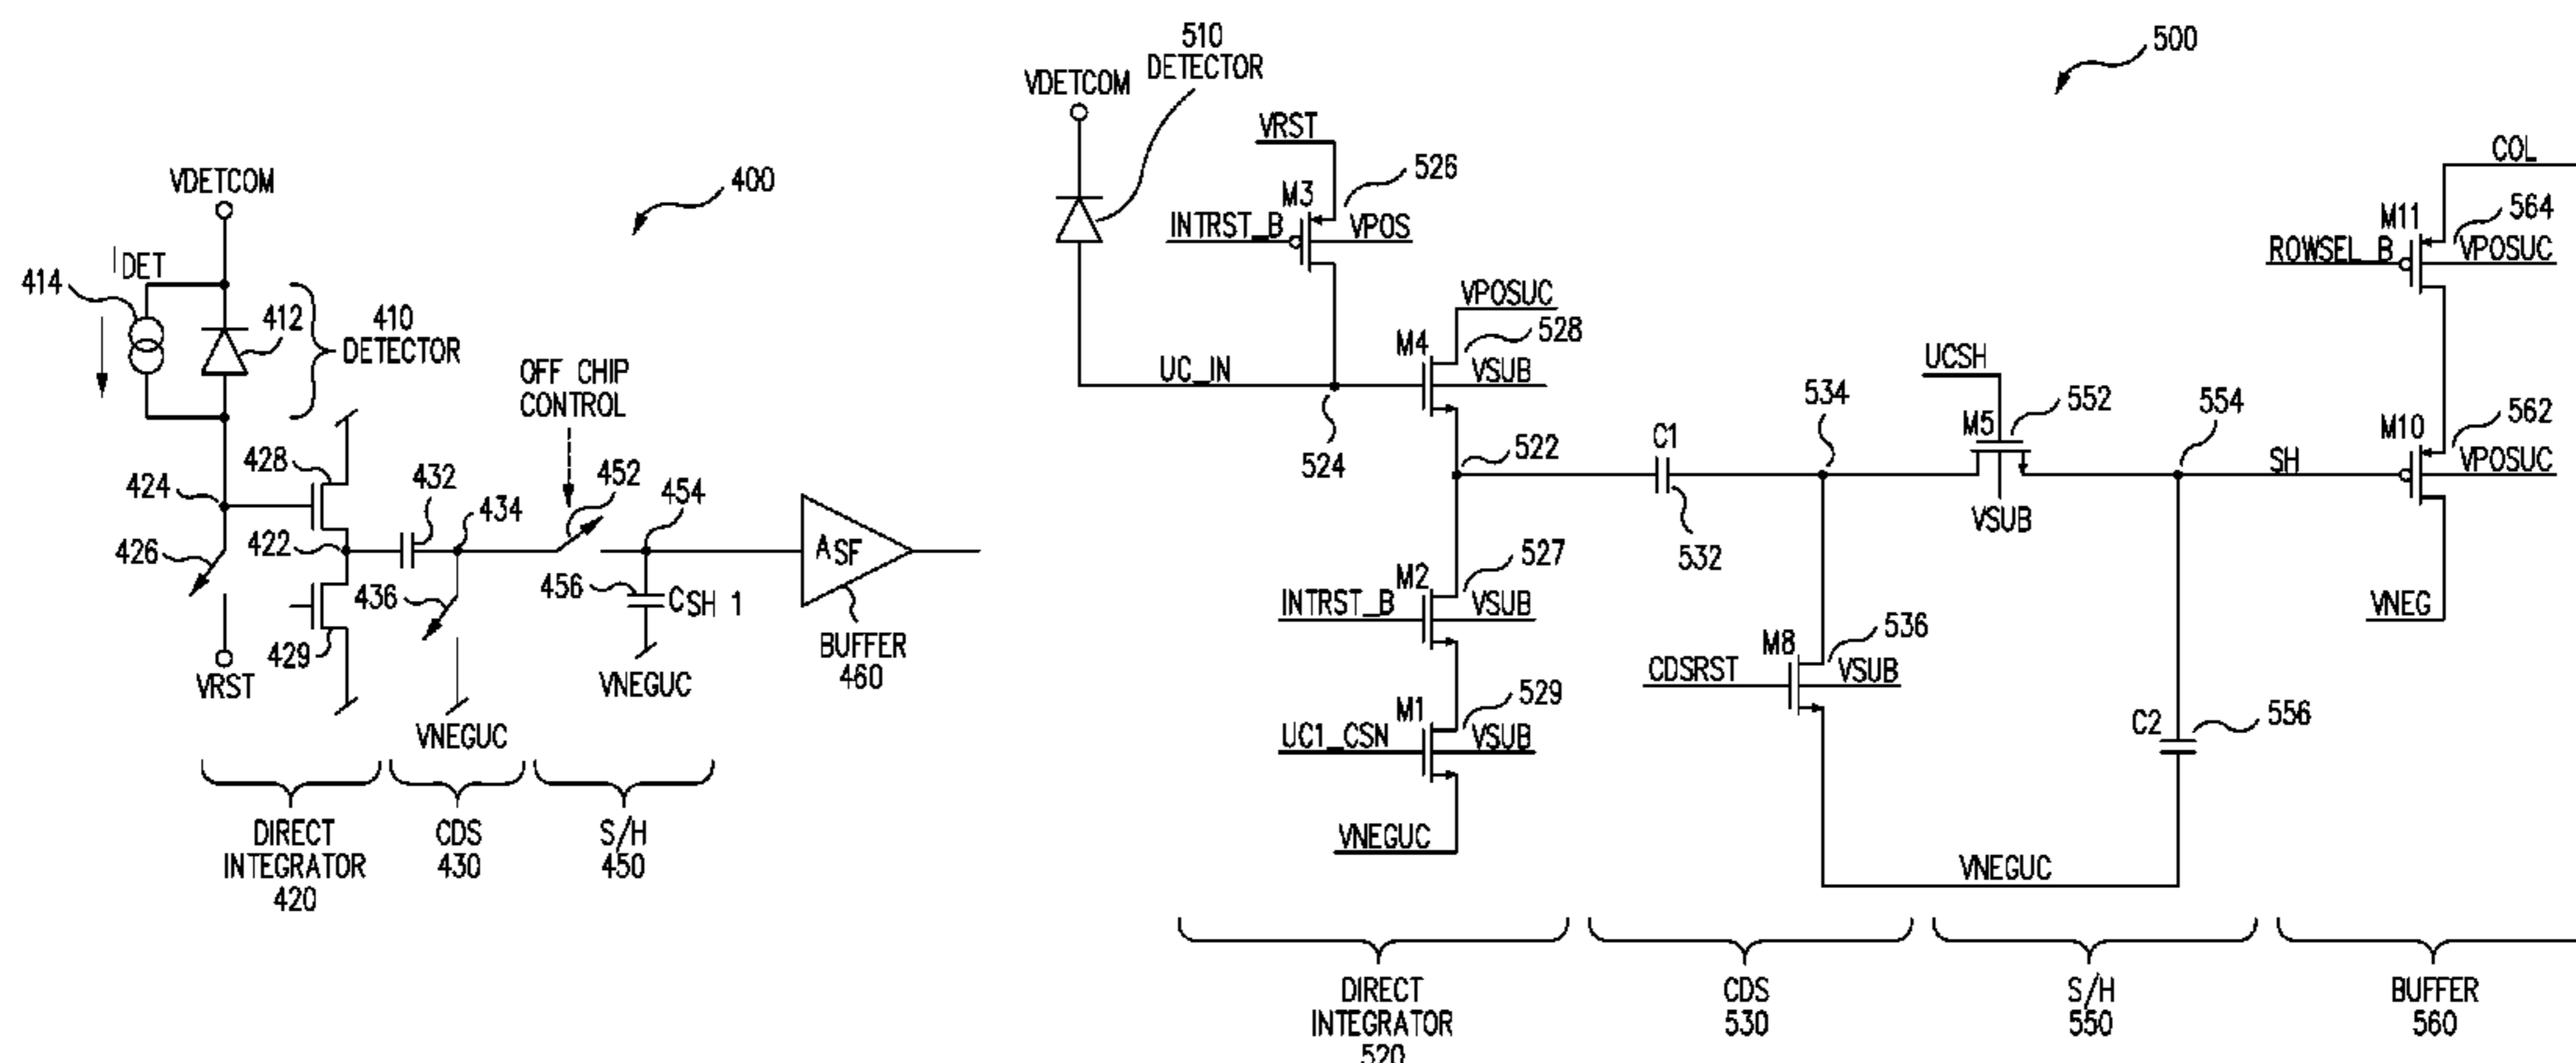 400
VDETCOM
IDET
414
412
410
DETECTOR
OFF CHIP
CONTROL
428
424
432
434
452
454
426
422
436
456
CSH 1
ASF
429
VRST
VNEGUC
VNEGUC
BUFFER
460
DIRECT
INTEGRATOR
420
CDS
430
S/H
450
500
510
DETECTOR
VDETCOM
VRST
526
M3
INTRST_B
VPOS
VPOSUC
528
M4
UC_IN
VSUB
524
522
C1
532
534
UCSH
552
M5
VSUB
554
SH
COL
564
M11
ROWSEL_B
VPOSUC
562
M10
VPOSUC
VNEG
527
M2
INTRST_B
VSUB
529
M1
UC1_CSN
VSUB
VNEGUC
536
M8
CDSRST
VSUB
C2
556
VNEGUC
DIRECT
INTEGRATOR
520
CDS
530
S/H
550
BUFFER
560